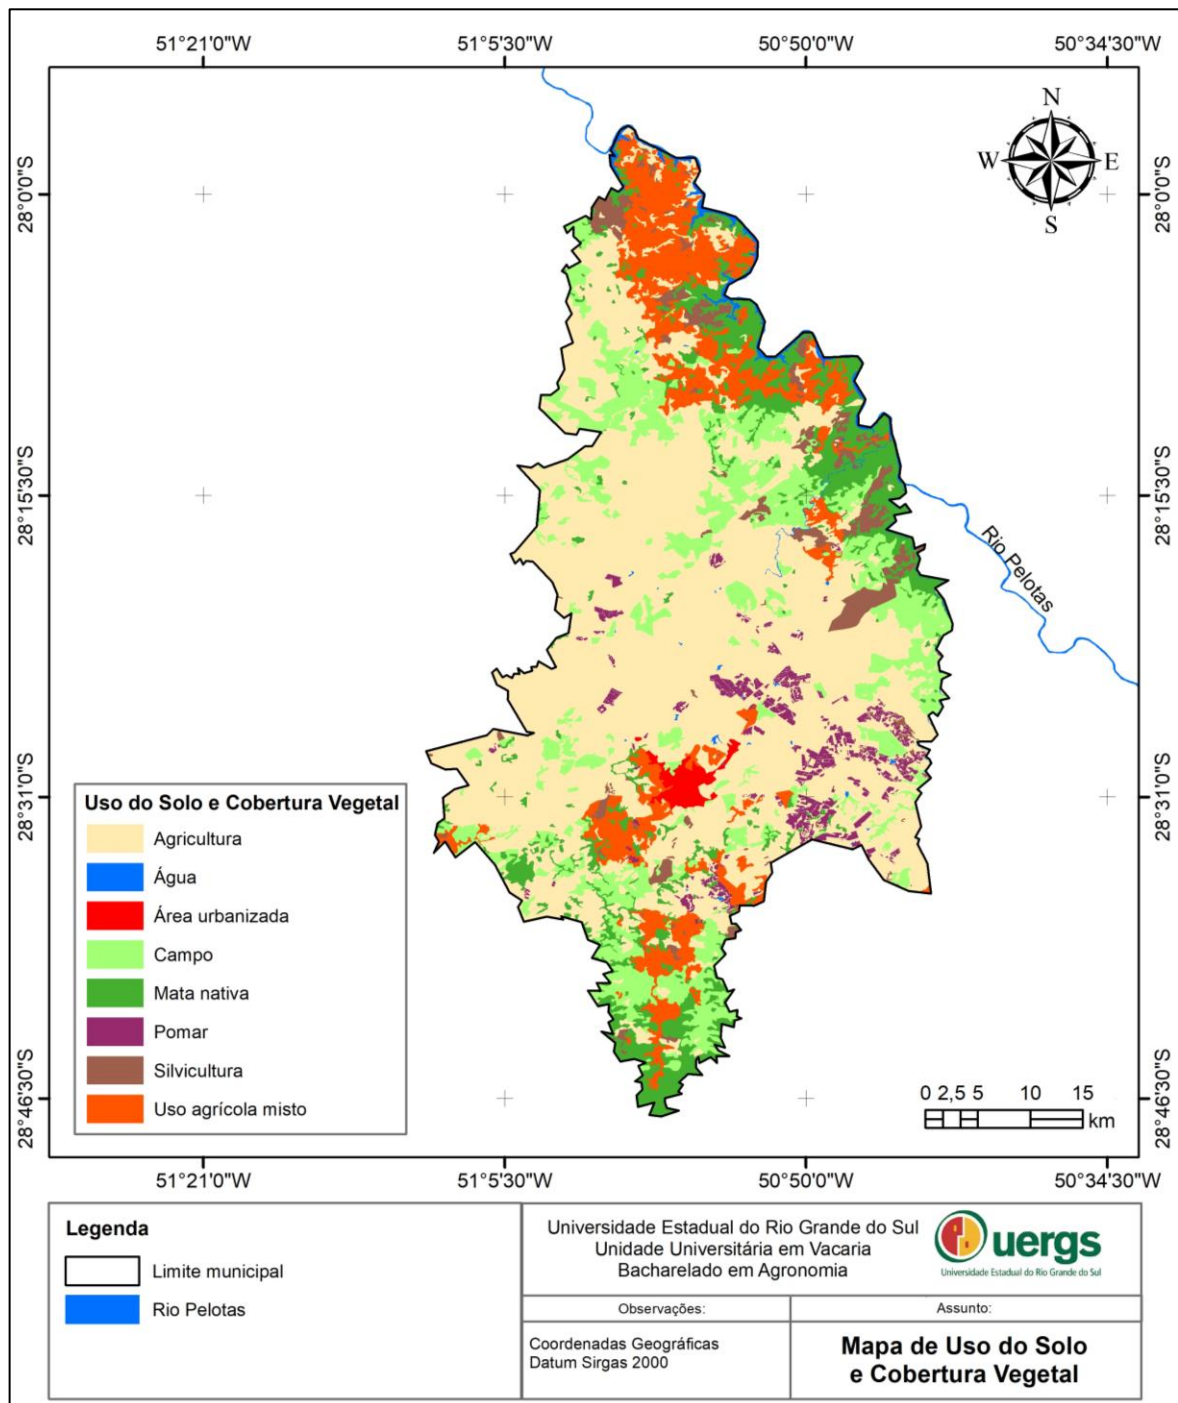 51°21'0"W 51°5'30"W 50°50'0"W 50°34'30"W
N
W E
S
28°0'0"S 28°0'0"S
28°15'30"S 28°15'30"S
Rio Pelotas
28°31'0"S 28°31'0"S
Uso do Solo e Cobertura Vegetal
Agricultura
Água
Área urbanizada
Campo
Mata nativa
Pomar
Silvicultura
Uso agrícola misto
0 2,5 5 10 15
km
28°46'30"S 28°46'30"S
51°21'0"W 51°5'30"W 50°50'0"W 50°34'30"W
Legenda
Limite municipal
Rio Pelotas
Universidade Estadual do Rio Grande do Sul
Unidade Universitária em Vacaria
Bacharelado em Agronomia
uergs
Universidade Estadual do Rio Grande do Sul
Observações:
Assunto:
Coordenadas Geográficas
Datum Sirgas 2000
Mapa de Uso do Solo
e Cobertura Vegetal